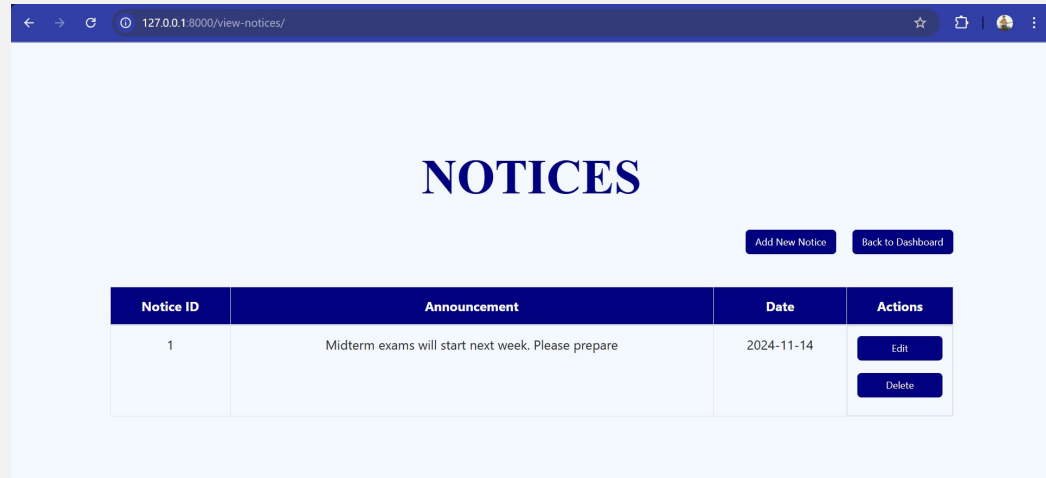 127.0.0.1:8000/view-notices/
NOTICES
Add New Notice Back to Dashboard
Notice ID Announcement Date Actions
1 Midterm exams will start next week. Please prepare 2024-11-14 Edit
Delete